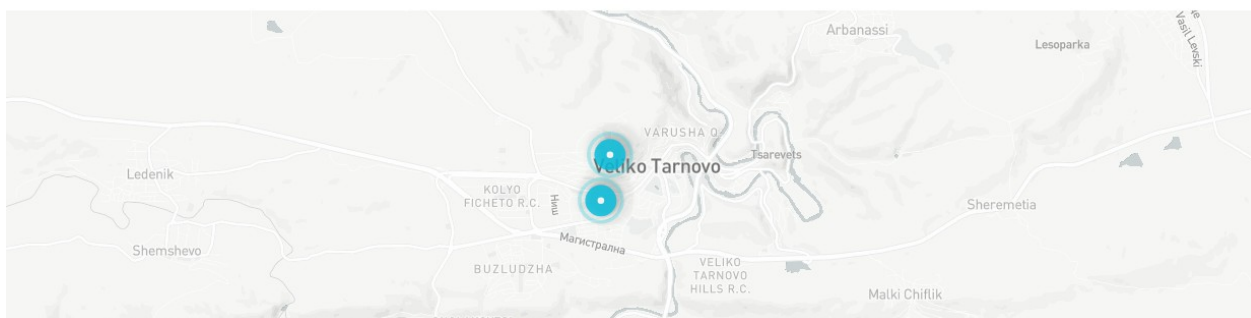 Arbanassi
Lesoparka
Vasil Levski
VARUSHA Q
Veliko Tarnovo
Tsarevets
Ledenik
KOLYO
FICHETO R.C.
Ниш
Sheremetia
Магистрална
Shemshevo
BUZLUDZHA
VELIKO
TARNOVO
HILLS R.C.
Malki Chiflik